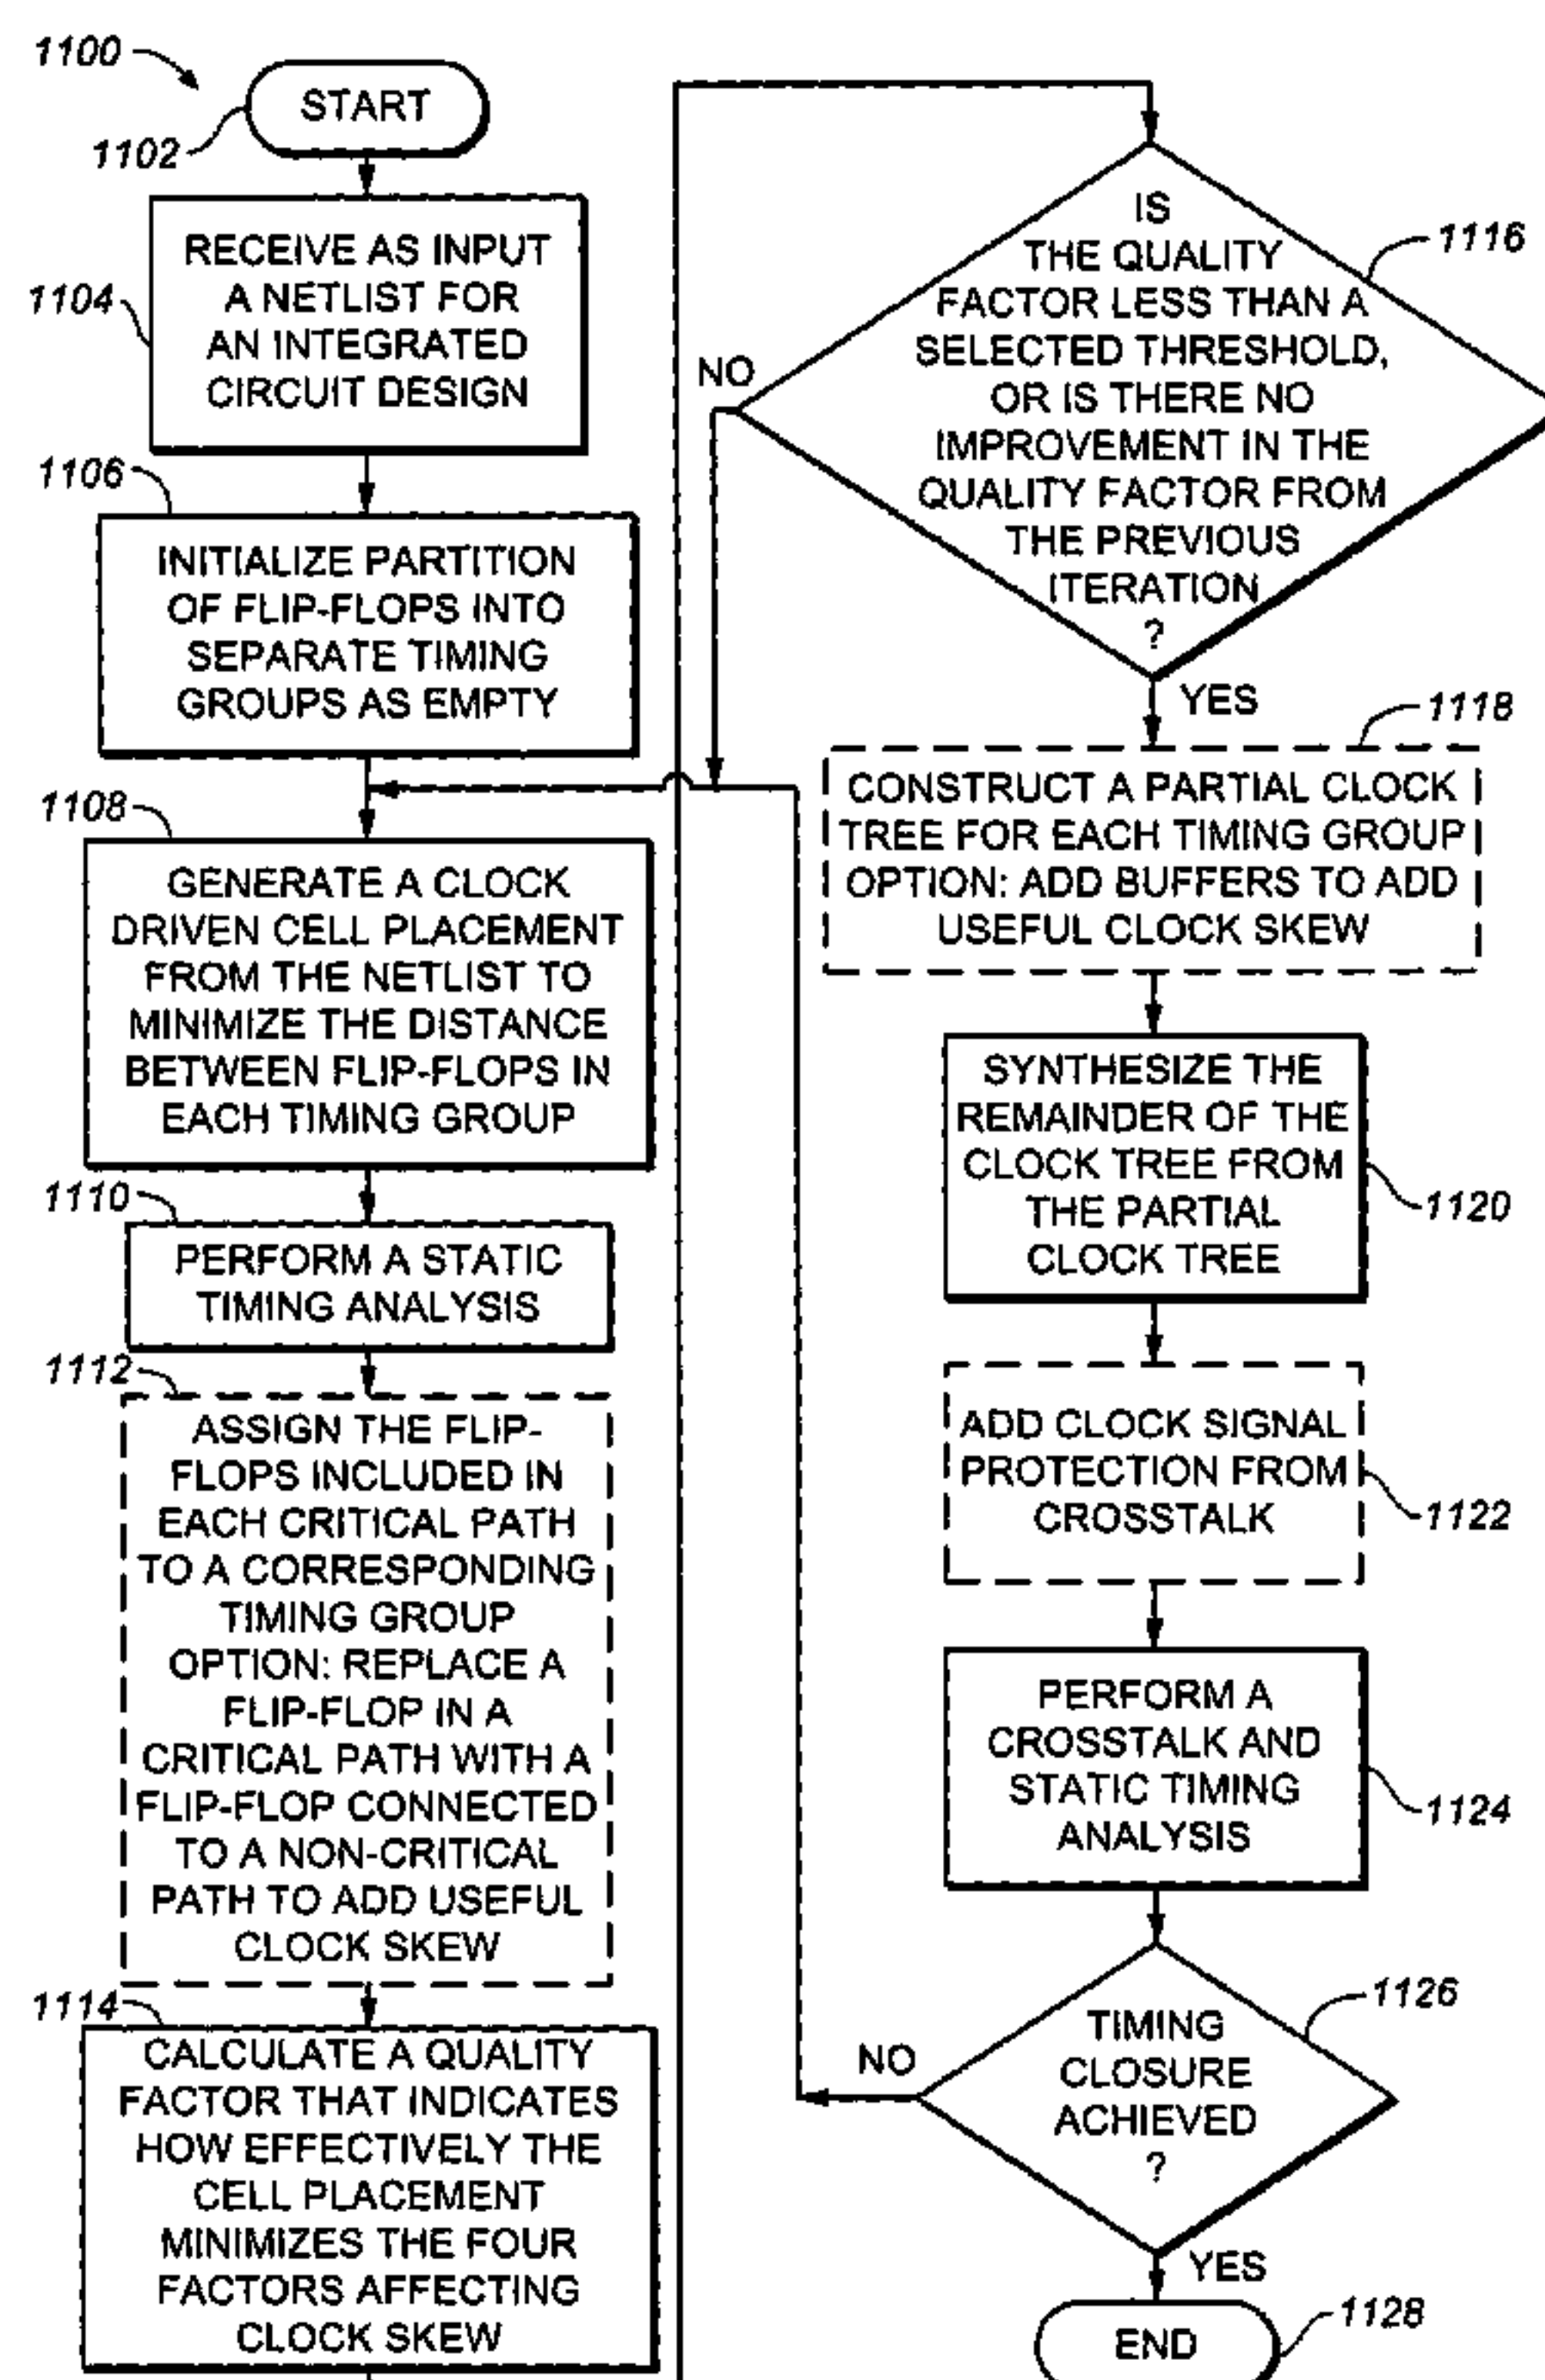 1100
START
1102
RECEIVE AS INPUT
A NETLIST FOR
AN INTEGRATED
CIRCUIT DESIGN
1104
1106
INITIALIZE PARTITION
OF FLIP-FLOPS INTO
SEPARATE TIMING
GROUPS AS EMPTY
1108
GENERATE A CLOCK
DRIVEN CELL PLACEMENT
FROM THE NETLIST TO
MINIMIZE THE DISTANCE
BETWEEN FLIP-FLOPS IN
EACH TIMING GROUP
1110
PERFORM A STATIC
TIMING ANALYSIS
1112
ASSIGN THE FLIP-
FLOPS INCLUDED IN
EACH CRITICAL PATH
TO A CORRESPONDING
TIMING GROUP
OPTION: REPLACE A
FLIP-FLOP IN A
CRITICAL PATH WITH A
FLIP-FLOP CONNECTED
TO A NON-CRITICAL
PATH TO ADD USEFUL
CLOCK SKEW
1114
CALCULATE A QUALITY
FACTOR THAT INDICATES
HOW EFFECTIVELY THE
CELL PLACEMENT
MINIMIZES THE FOUR
FACTORS AFFECTING
CLOCK SKEW
IS
THE QUALITY
FACTOR LESS THAN A
SELECTED THRESHOLD,
OR IS THERE NO
IMPROVEMENT IN THE
QUALITY FACTOR FROM
THE PREVIOUS
ITERATION
?
1116
NO
YES
1118
CONSTRUCT A PARTIAL CLOCK
TREE FOR EACH TIMING GROUP
OPTION: ADD BUFFERS TO ADD
USEFUL CLOCK SKEW
SYNTHESIZE THE
REMAINDER OF THE
CLOCK TREE FROM
THE PARTIAL
CLOCK TREE
1120
ADD CLOCK SIGNAL
PROTECTION FROM
CROSSTALK
1122
PERFORM A
CROSSTALK AND
STATIC TIMING
ANALYSIS
1124
TIMING
CLOSURE
ACHIEVED
?
1126
NO
YES
END
1128